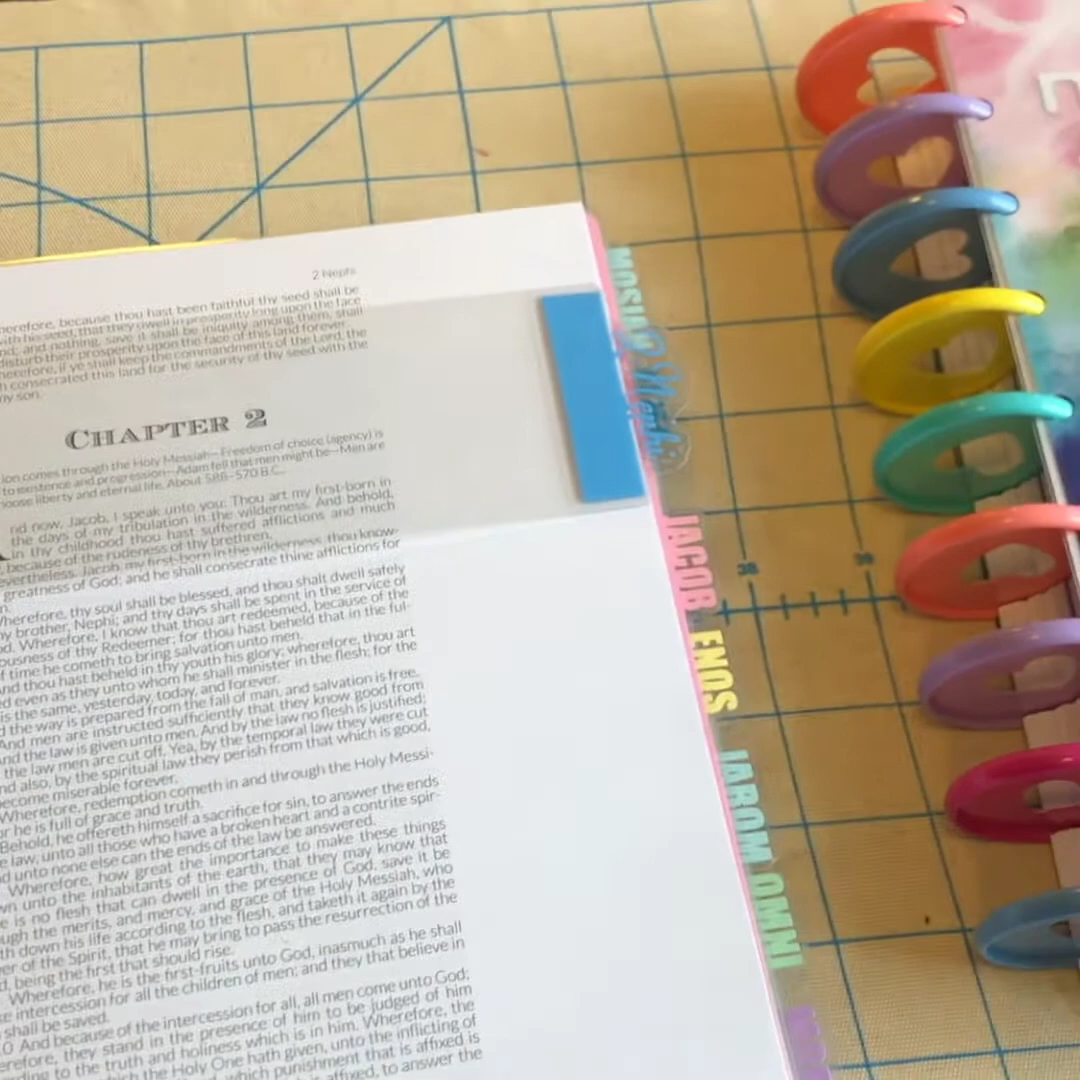 2 Nephi
herefore, because thou hast been faithful thy seed shall be
with his seed, that they dwell in prosperity long upon the face
nd; and nothing, save it shall be iniquity among them, shall
disturb their prosperity upon the face of this land forever.
herefore, if ye shall keep the commandments of the Lord, the
h consecrated this land for the security of thy seed with the
my son.
CHAPTER 2
ion comes through the Holy Messiah—Freedom of choice (agency) is
to existence and progression—Adam fell that men might be—Men are
oose liberty and eternal life. About 588–570 B.C.
nd now, Jacob, I speak unto you: Thou art my first-born in
the days of my tribulation in the wilderness. And behold,
in thy childhood thou hast suffered afflictions and much
because of the rudeness of thy brethren.
evertheless, Jacob, my first-born in the wilderness, thou know-
greatness of God; and he shall consecrate thine afflictions for
n.
Wherefore, thy soul shall be blessed, and thou shalt dwell safely
y brother, Nephi; and thy days shall be spent in the service of
d. Wherefore, I know that thou art redeemed, because of the
ousness of thy Redeemer; for thou hast beheld that in the ful-
f time he cometh to bring salvation unto men.
nd thou hast beheld in thy youth his glory; wherefore, thou art
ed even as they unto whom he shall minister in the flesh; for the
is the same, yesterday, today, and forever.
d the way is prepared from the fall of man, and salvation is free.
And men are instructed sufficiently that they know good from
nd the law is given unto men. And by the law no flesh is justified;
the law men are cut off. Yea, by the temporal law they were cut
nd also, by the spiritual law they perish from that which is good,
ecome miserable forever.
Wherefore, redemption cometh in and through the Holy Messi-
r he is full of grace and truth.
Behold, he offereth himself a sacrifice for sin, to answer the ends
e law, unto all those who have a broken heart and a contrite spir-
d unto none else can the ends of the law be answered.
Wherefore, how great the importance to make these things
wn unto the inhabitants of the earth, that they may know that
e is no flesh that can dwell in the presence of God, save it be
ugh the merits, and mercy, and grace of the Holy Messiah, who
th down his life according to the flesh, and taketh it again by the
er of the Spirit, that he may bring to pass the resurrection of the
d, being the first that should rise.
Wherefore, he is the first-fruits unto God, inasmuch as he shall
e intercession for all the children of men; and they that believe in
shall be saved.
0 And because of the intercession for all, all men come unto God;
erefore, they stand in the presence of him to be judged of him
rding to the truth and holiness which is in him. Wherefore, the
hich the Holy One hath given, unto the inflicting of
which punishment that is affixed is
affixed, to answer the
MOSIAH
2 Nephi
JACOB
ENOS
JAROM
OMNI
38
39
E